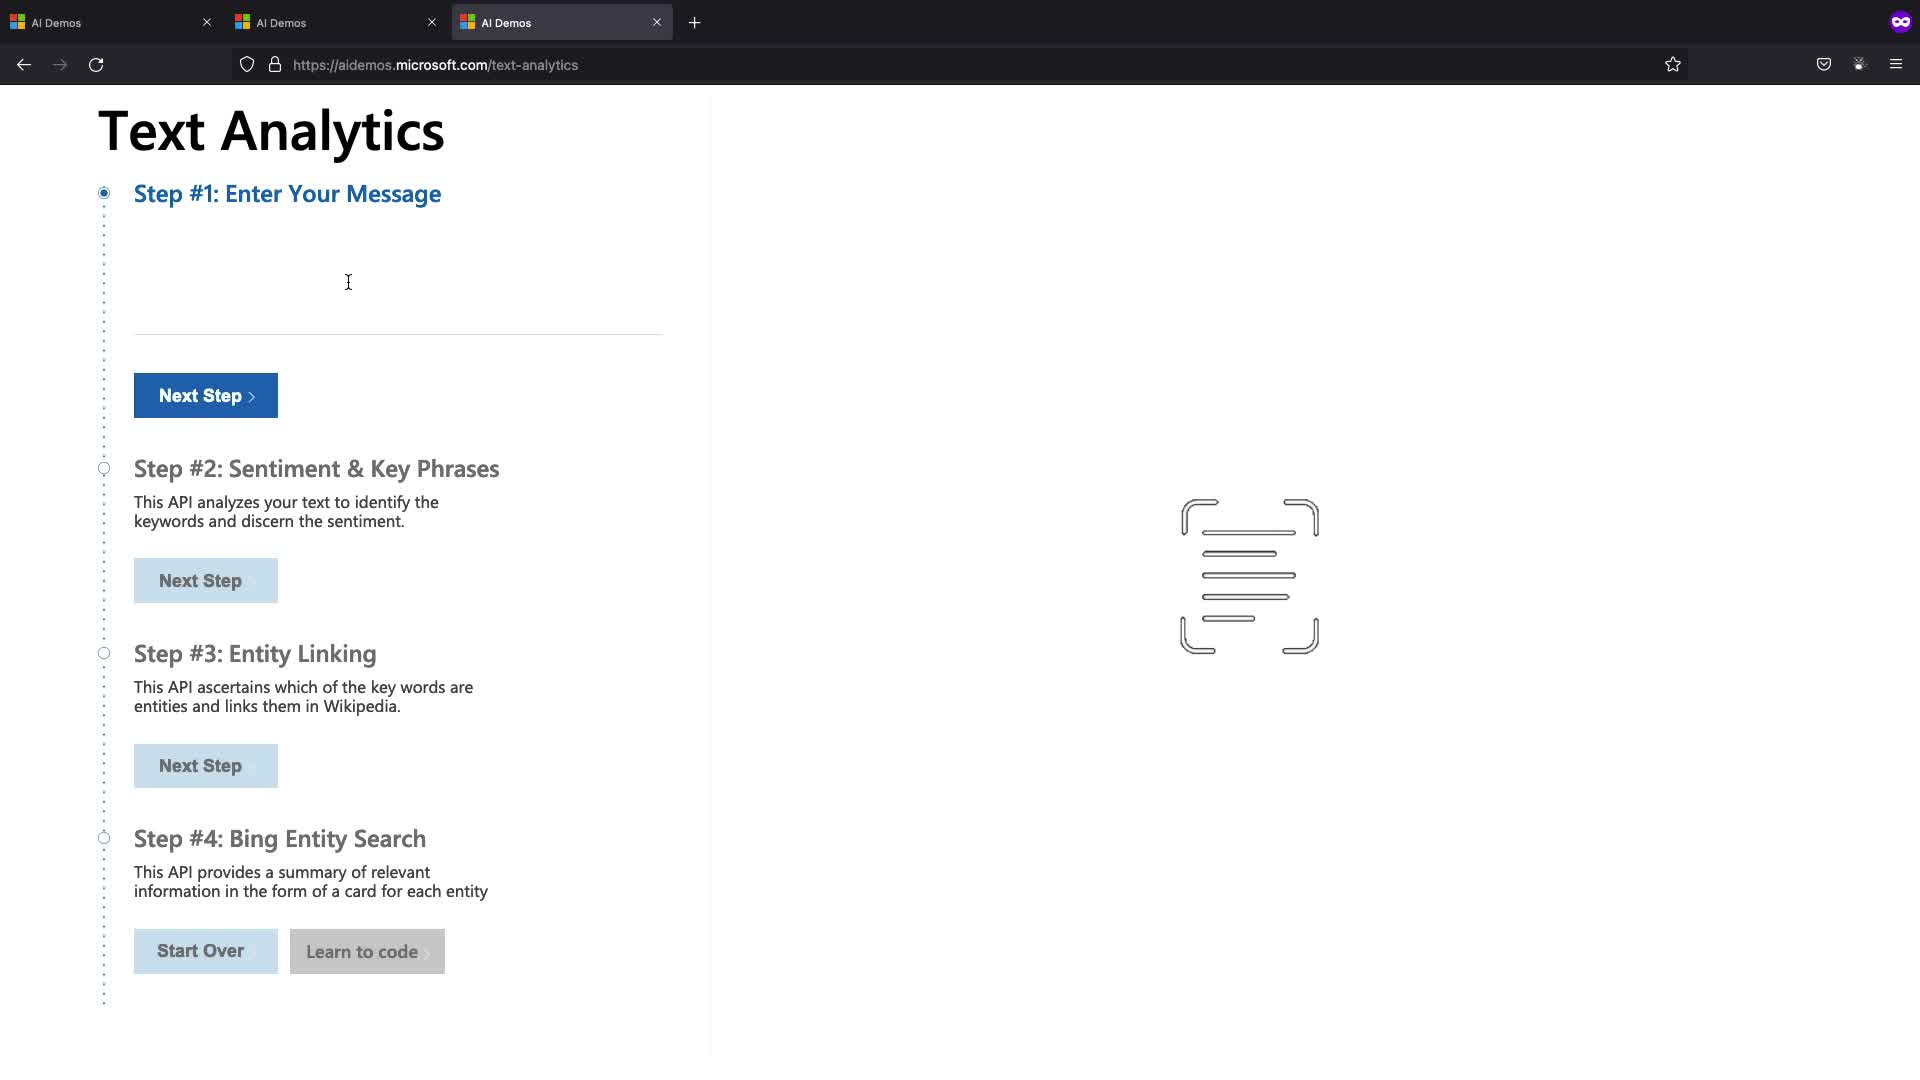 AI Demos
AI Demos
AI Demos
https://aidemos.microsoft.com/text-analytics
Text Analytics
Step #1: Enter Your Message
Next Step
Step #2: Sentiment & Key Phrases
This API analyzes your text to identify the
keywords and discern the sentiment.
Next Step
Step #3: Entity Linking
This API ascertains which of the key words are
entities and links them in Wikipedia.
Next Step
Step #4: Bing Entity Search
This API provides a summary of relevant
information in the form of a card for each entity
Start Over
Learn to code